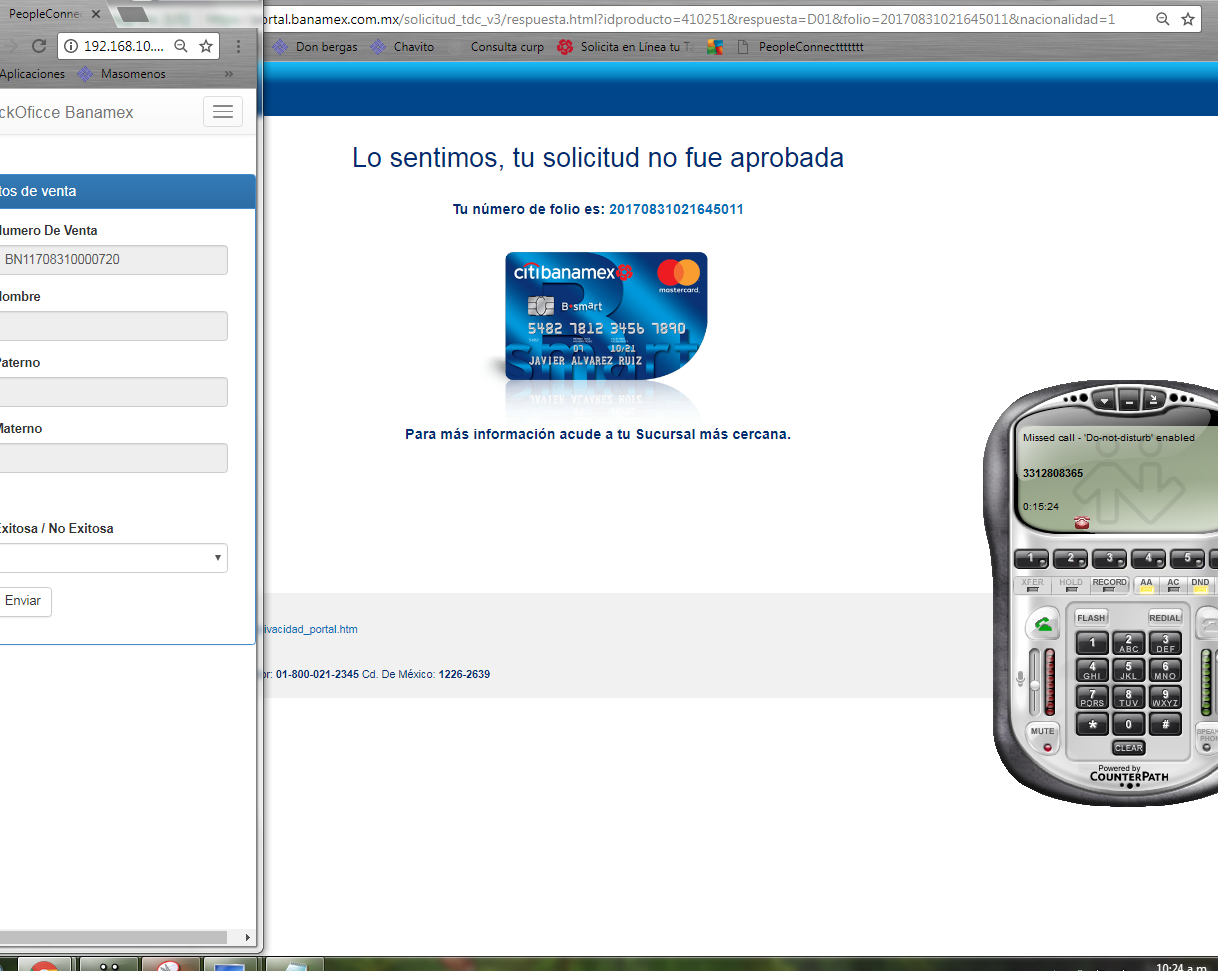 PeopleConne
192.168.10....
Aplicaciones
Masomenos
»
ckOficce Banamex
tos de venta
Numero De Venta
BN11708310000720
Nombre
Paterno
Materno
Exitosa / No Exitosa
Enviar
portal.banamex.com.mx/solicitud_tdc_v3/respuesta.html?idproducto=410251&respuesta=D01&folio=20170831021645011&nacionalidad=1
Don bergas
Chavito
Consulta curp
Solicita en Línea tu T
PeopleConnectttttttt
Lo sentimos, tu solicitud no fue aprobada
Tu número de folio es: 20170831021645011
citibanamex
mastercard.
B•smart
5482 7812 3456 7890
07 10/21
JAVIER ALVAREZ RUIZ
Para más información acude a tu Sucursal más cercana.
ivacidad_portal.htm
or: 01-800-021-2345 Cd. De México: 1226-2639
Missed call - 'Do-not-disturb' enabled
3312808365
0:15:24
1 2 3 4 5
XFER HOLD RECORD AA AC DND
FLASH REDIAL
1 2 ABC 3 DEF
4 GHI 5 JKL 6 MNO
7 PQRS 8 TUV 9 WXYZ
* 0 #
MUTE
SPEAK
PHON
CLEAR
Powered by
COUNTERPATH
10:24 a.m.